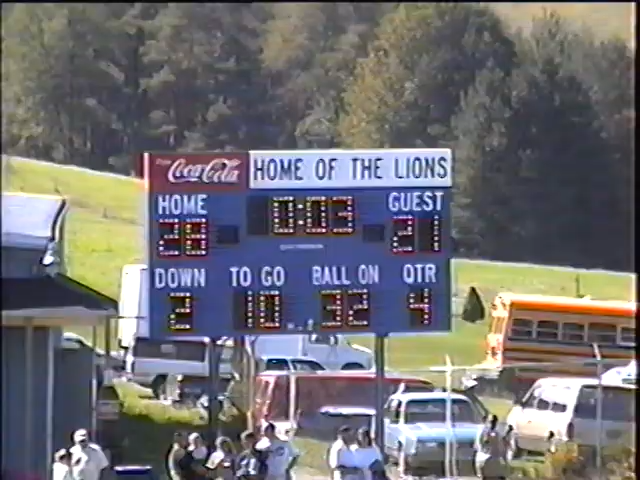 Coca-Cola HOME OF THE LIONS
HOME 0:03 GUEST
20 21
DOWN TO GO BALL ON QTR
2 10 32 4